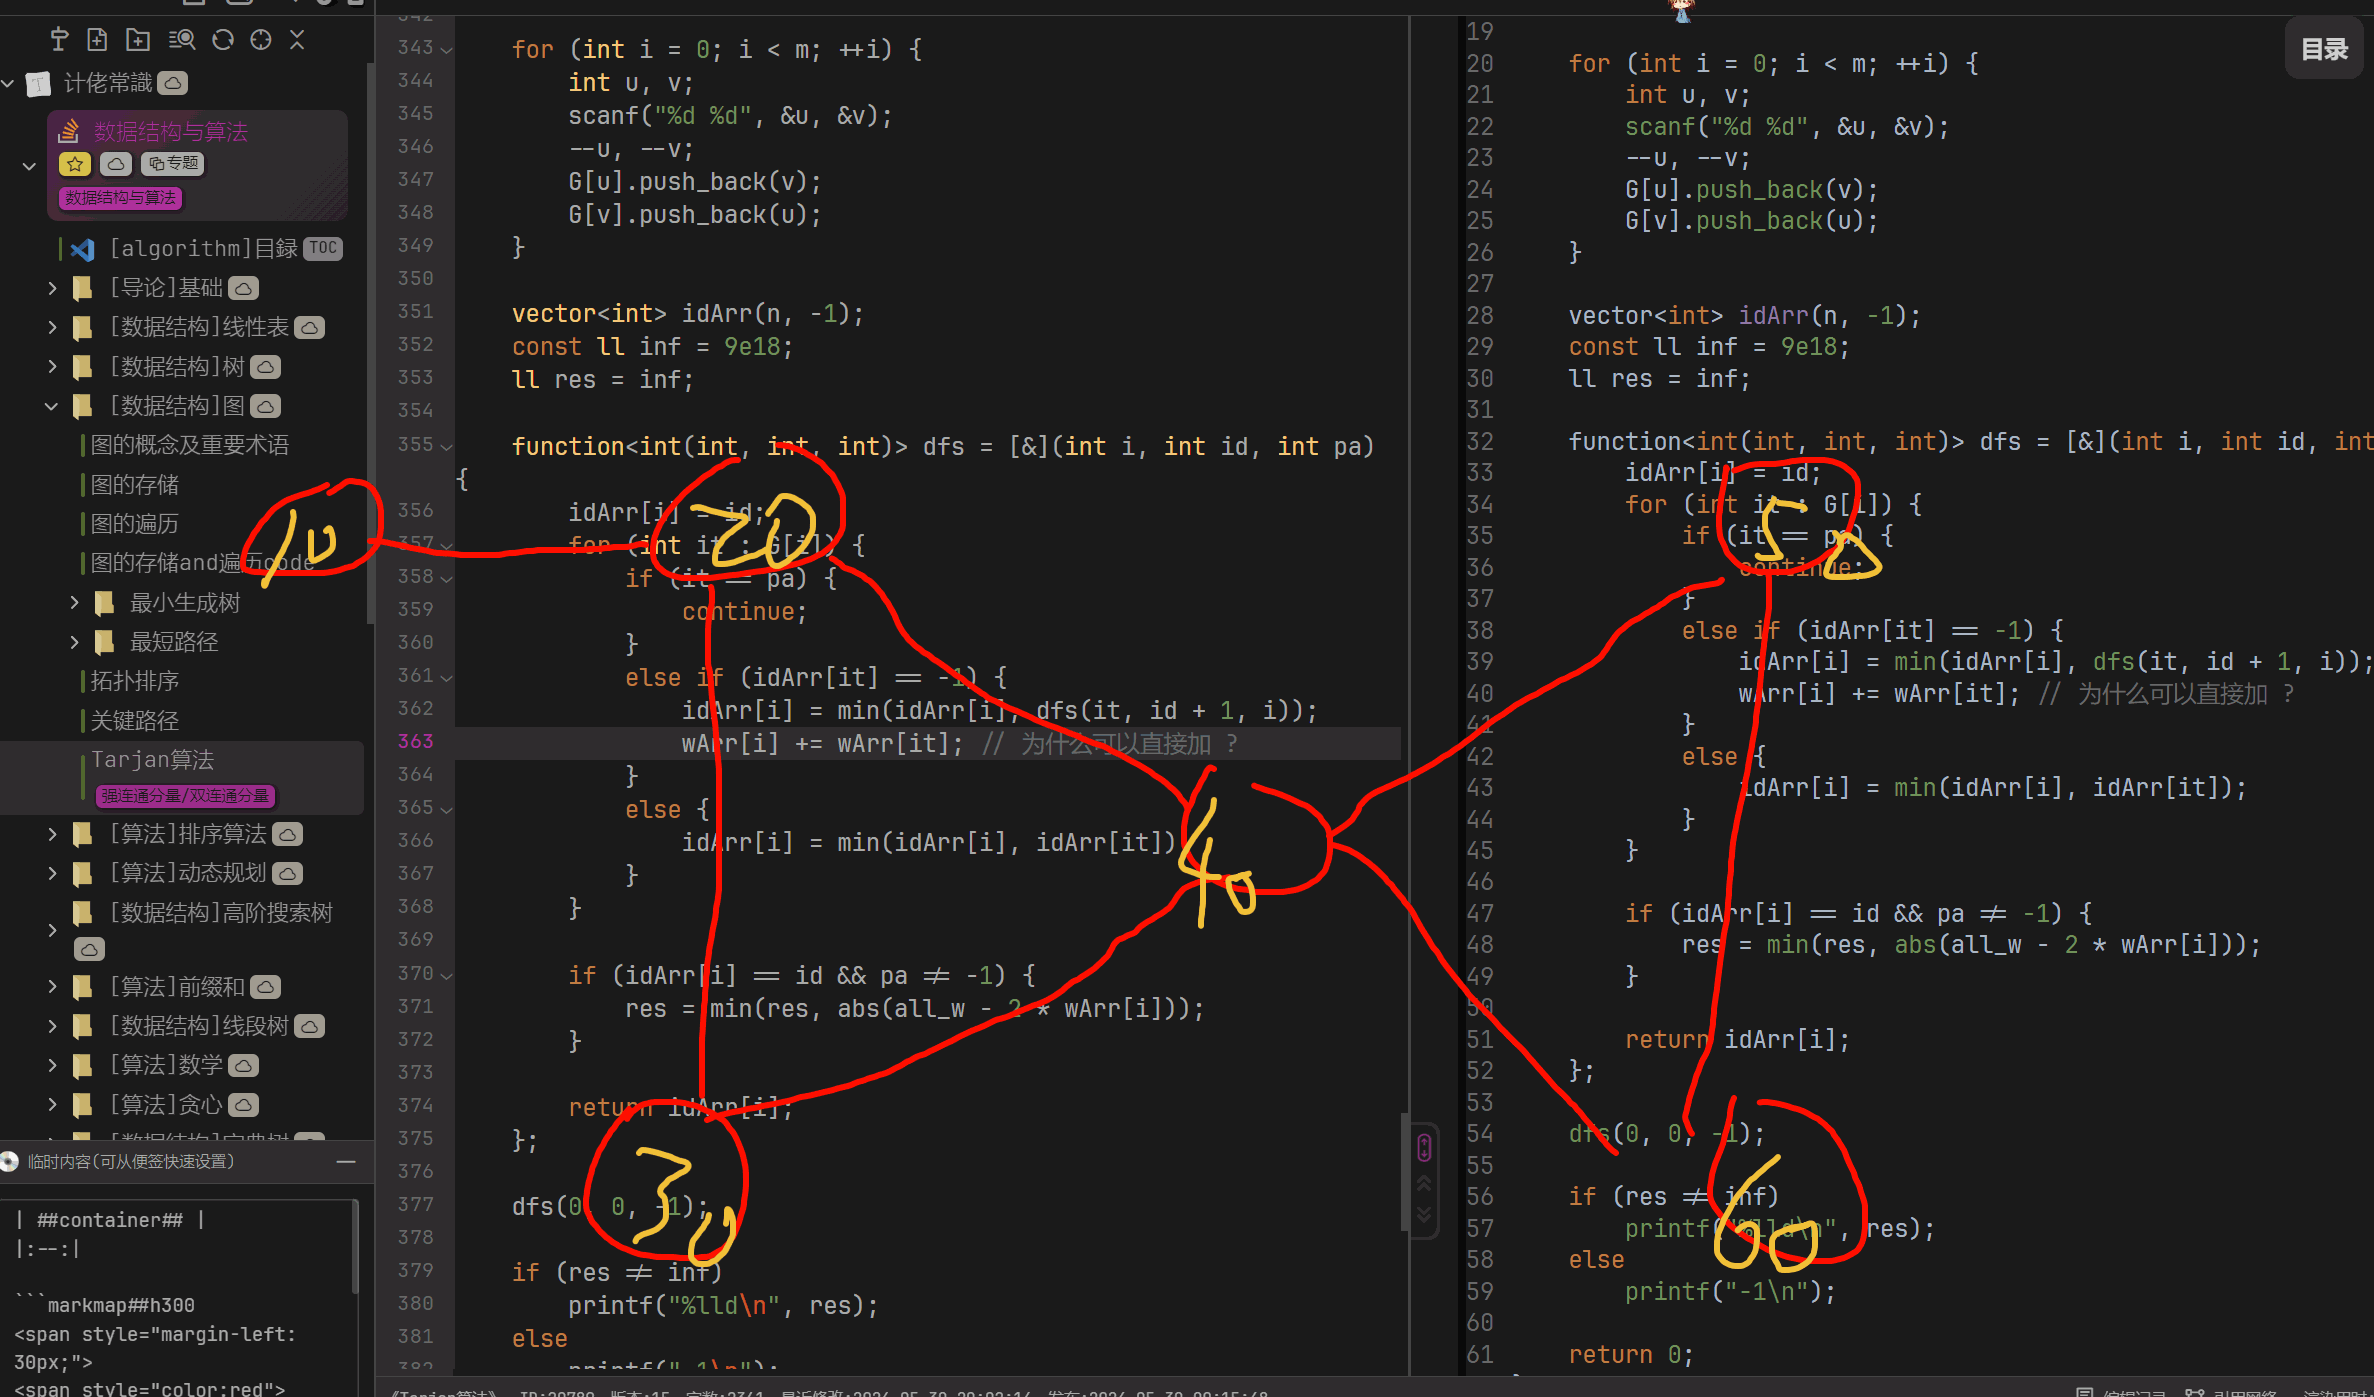 计佬常識
数据结构与算法
专题
数据结构与算法
[algorithm]目録 TOC
[导论]基础
[数据结构]线性表
[数据结构]树
[数据结构]图
图的概念及重要术语
图的存储
图的遍历
图的存储and遍历code
最小生成树
最短路径
拓扑排序
关键路径
Tarjan算法
强连通分量/双连通分量
[算法]排序算法
[算法]动态规划
[数据结构]高阶搜索树
[算法]前缀和
[数据结构]线段树
[算法]数学
[算法]贪心
[数据结构]字典树
临时内容(可从便签快速设置)
| ##container## |
|:--:|
```markmap##h300
<span style="margin-left:
30px;">
<span style="color:red">
342
343 for (int i = 0; i < m; ++i) {
344 int u, v;
345 scanf("%d %d", &u, &v);
346 --u, --v;
347 G[u].push_back(v);
348 G[v].push_back(u);
349 }
350
351 vector<int> idArr(n, -1);
352 const ll inf = 9e18;
353 ll res = inf;
354
355 function<int(int, int, int)> dfs = [&](int i, int id, int pa)
{
356 idArr[i] = id;
357 for (int it : G[i]) {
358 if (it == pa) {
359 continue;
360 }
361 else if (idArr[it] == -1) {
362 idArr[i] = min(idArr[i], dfs(it, id + 1, i));
363 wArr[i] += wArr[it]; // 为什么可以直接加 ?
364 }
365 else {
366 idArr[i] = min(idArr[i], idArr[it])
367 }
368 }
369
370 if (idArr[i] == id && pa != -1) {
371 res = min(res, abs(all_w - 2 * wArr[i]));
372 }
373
374 return idArr[i];
375 };
376
377 dfs(0, 0, -1);
378
379 if (res != inf)
380 printf("%lld\n", res);
381 else
382 printf("-1\n");
《Tarjan算法》
目录
19
20 for (int i = 0; i < m; ++i) {
21 int u, v;
22 scanf("%d %d", &u, &v);
23 --u, --v;
24 G[u].push_back(v);
25 G[v].push_back(u);
26 }
27
28 vector<int> idArr(n, -1);
29 const ll inf = 9e18;
30 ll res = inf;
31
32 function<int(int, int, int)> dfs = [&](int i, int id, int
33 idArr[i] = id;
34 for (int it : G[i]) {
35 if (it == pa) {
36 continue;
37 }
38 else if (idArr[it] == -1) {
39 idArr[i] = min(idArr[i], dfs(it, id + 1, i));
40 wArr[i] += wArr[it]; // 为什么可以直接加 ?
41 }
42 else {
43 idArr[i] = min(idArr[i], idArr[it]);
44 }
45 }
46
47 if (idArr[i] == id && pa != -1) {
48 res = min(res, abs(all_w - 2 * wArr[i]));
49 }
50
51 return idArr[i];
52 };
53
54 dfs(0, 0, -1);
55
56 if (res != inf)
57 printf("%lld\n", res);
58 else
59 printf("-1\n");
60
61 return 0;
10
20
30
40
50
60